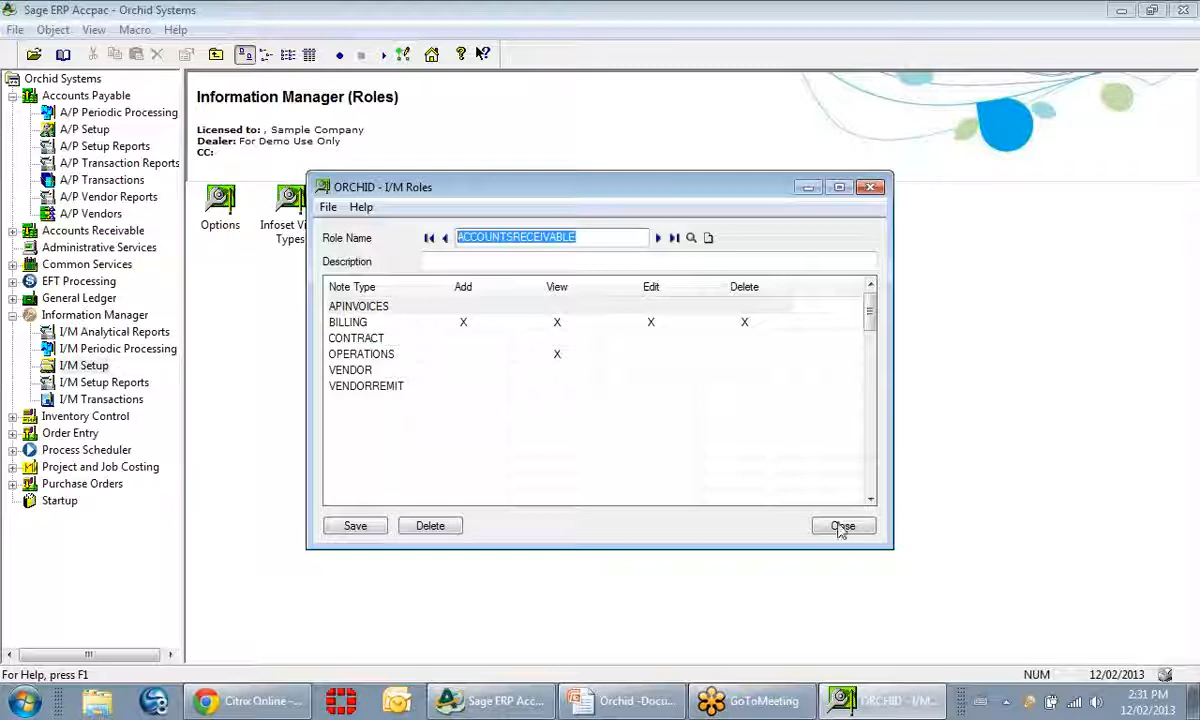 Sage ERP Accpac - Orchid Systems
File Object View Macro Help
Orchid Systems
Accounts Payable
A/P Periodic Processing
A/P Setup
A/P Setup Reports
A/P Transaction Reports
A/P Transactions
A/P Vendor Reports
A/P Vendors
Accounts Receivable
Administrative Services
Common Services
EFT Processing
General Ledger
Information Manager
I/M Analytical Reports
I/M Periodic Processing
I/M Setup
I/M Setup Reports
I/M Transactions
Inventory Control
Order Entry
Process Scheduler
Project and Job Costing
Purchase Orders
Startup
Information Manager (Roles)
Licensed to: , Sample Company
Dealer: For Demo Use Only
CC:
Options
Infoset Vi
Types
ORCHID - I/M Roles
File Help
Role Name ACCOUNTSRECEIVABLE
Description
Note Type Add View Edit Delete
APINVOICES
BILLING X X X X
CONTRACT
OPERATIONS X
VENDOR
VENDORREMIT
Save Delete Close
For Help, press F1
NUM 12/02/2013
Citrix Online -... Sage ERP Acc... Orchid -Docu... GoToMeeting ORCHID - I/M...
2:31 PM
12/02/2013